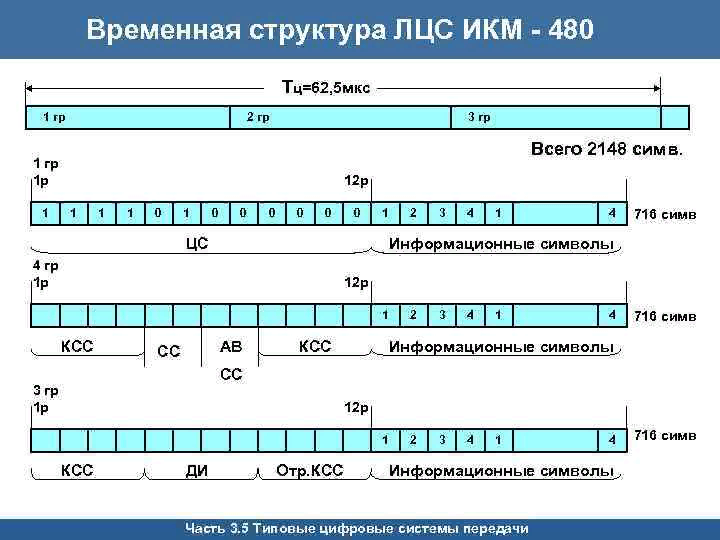 Временная структура ЛЦС ИКМ - 480
Тц=62,5мкс
1 гр 2 гр 3 гр
Всего 2148 симв.
1 гр
1р 12р
1 1 1 1 0 1 0 0 0 0 0 0 1 2 3 4 1 4 716 симв
ЦС Информационные символы
4 гр
1р 12р
1 2 3 4 1 4 716 симв
КСС СС АВ КСС Информационные символы
СС
3 гр
1р 12р
1 2 3 4 1 4 716 симв
КСС ДИ Отр.КСС Информационные символы
Часть 3.5 Типовые цифровые системы передачи